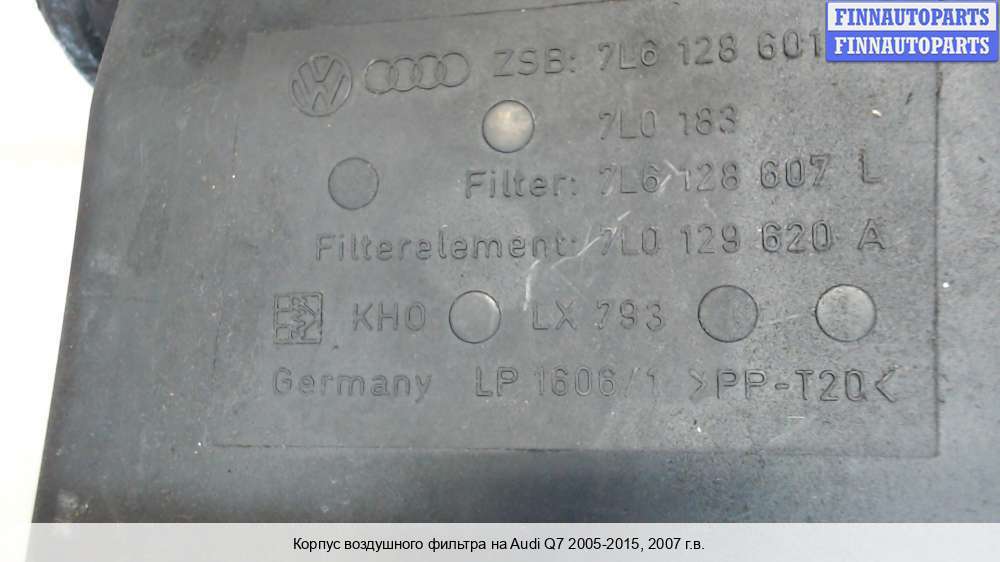 FINNAUTOPARTS
FINNAUTOPARTS
ZSB: 7L6 128 601
7L0 183
Filter: 7L6 128 607 L
Filterelement: 7L0 129 620 A
KHO LX 793
Germany LP 1606/1 >PP-T20<
Корпус воздушного фильтра на Audi Q7 2005-2015, 2007 г.в.